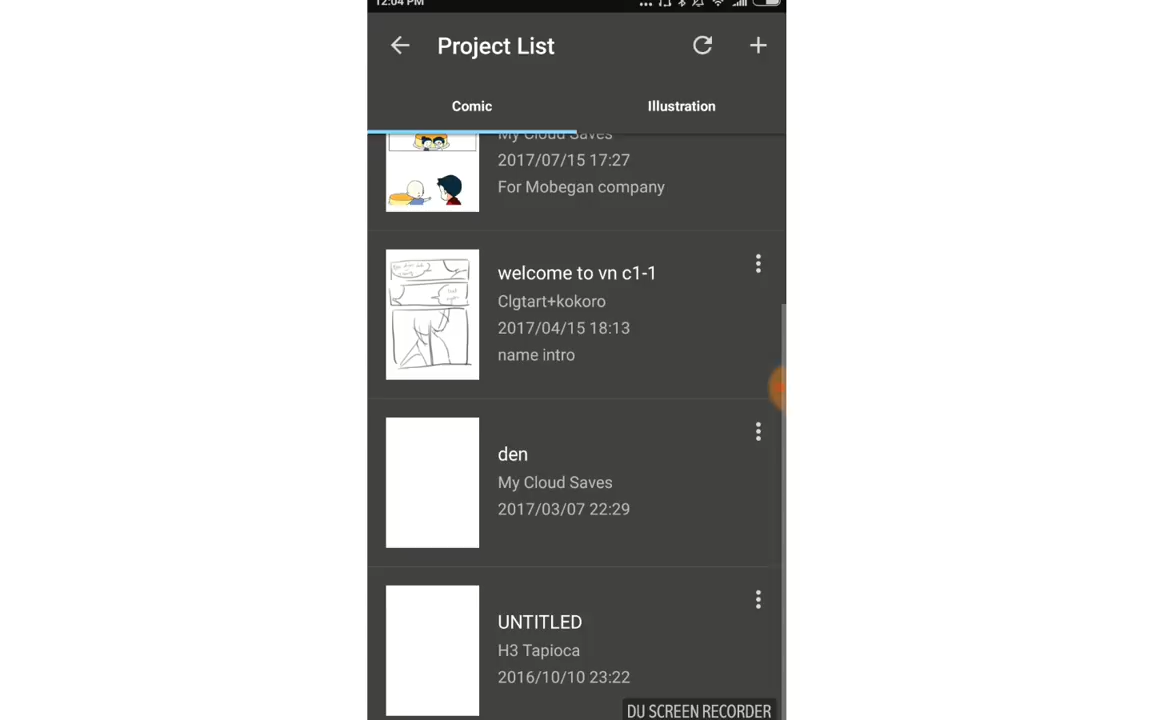 12:04 PM
Project List
Comic
Illustration
My Cloud Saves
2017/07/15 17:27
For Mobegan company
welcome to vn c1-1
Clgtart+kokoro
2017/04/15 18:13
name intro
den
My Cloud Saves
2017/03/07 22:29
UNTITLED
H3 Tapioca
2016/10/10 23:22
DU SCREEN RECORDER